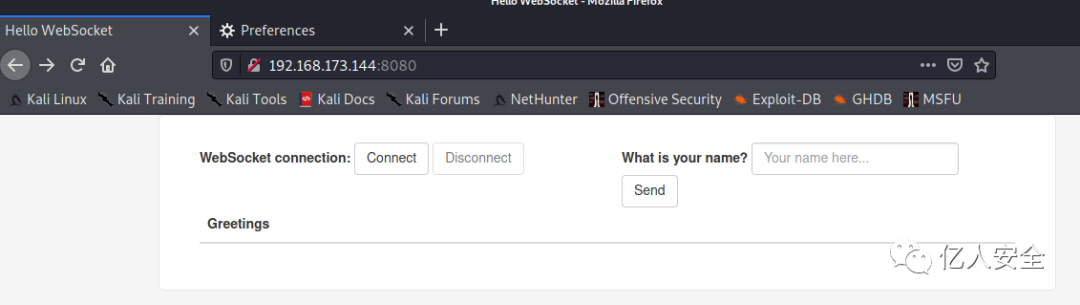 Hello WebSocket - Mozilla Firefox
Hello WebSocket
Preferences
192.168.173.144:8080
Kali Linux Kali Training Kali Tools Kali Docs Kali Forums NetHunter Offensive Security Exploit-DB GHDB MSFU
WebSocket connection: Connect Disconnect
What is your name? Your name here...
Send
Greetings
亿人安全